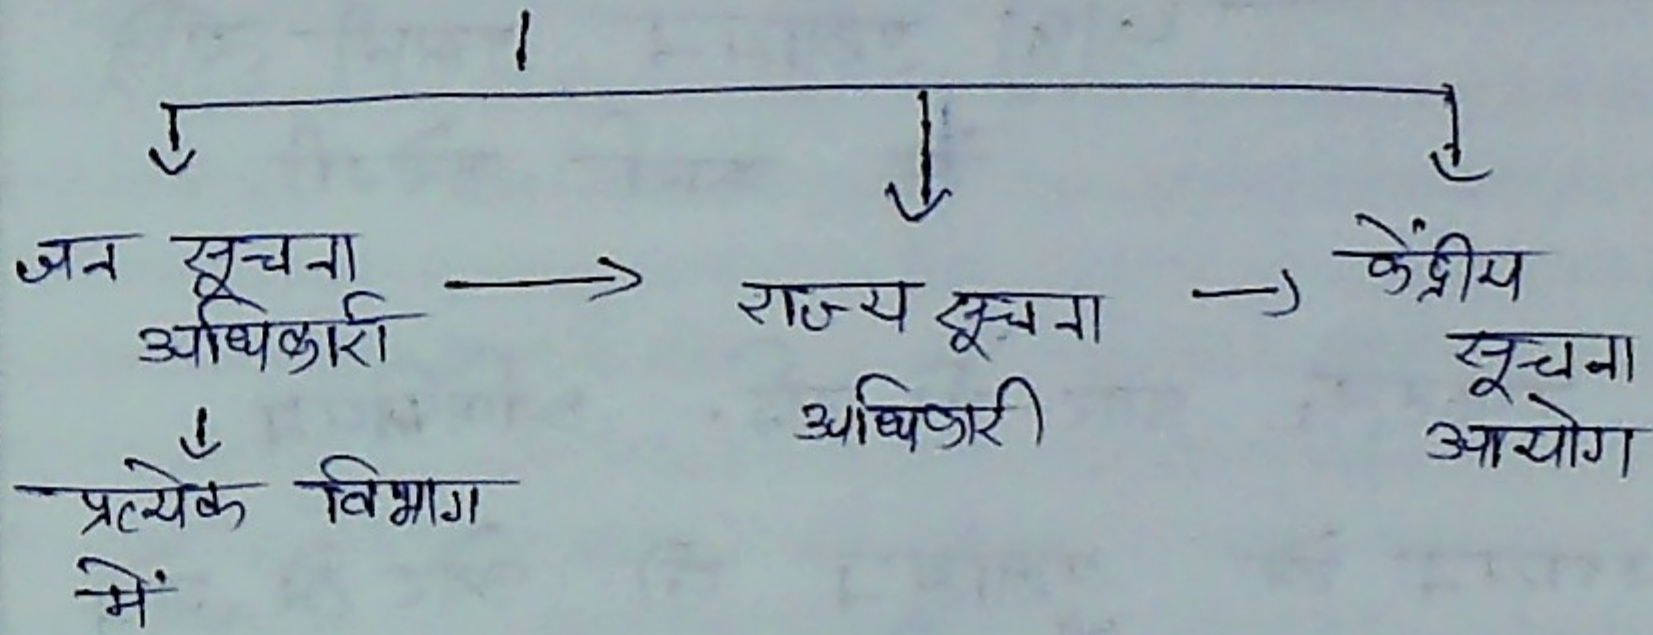 जन सूचना
अधिकारी
प्रत्येक विभाग
में
राज्य सूचना
अधिकारी
केंद्रीय
सूचना
आयोग